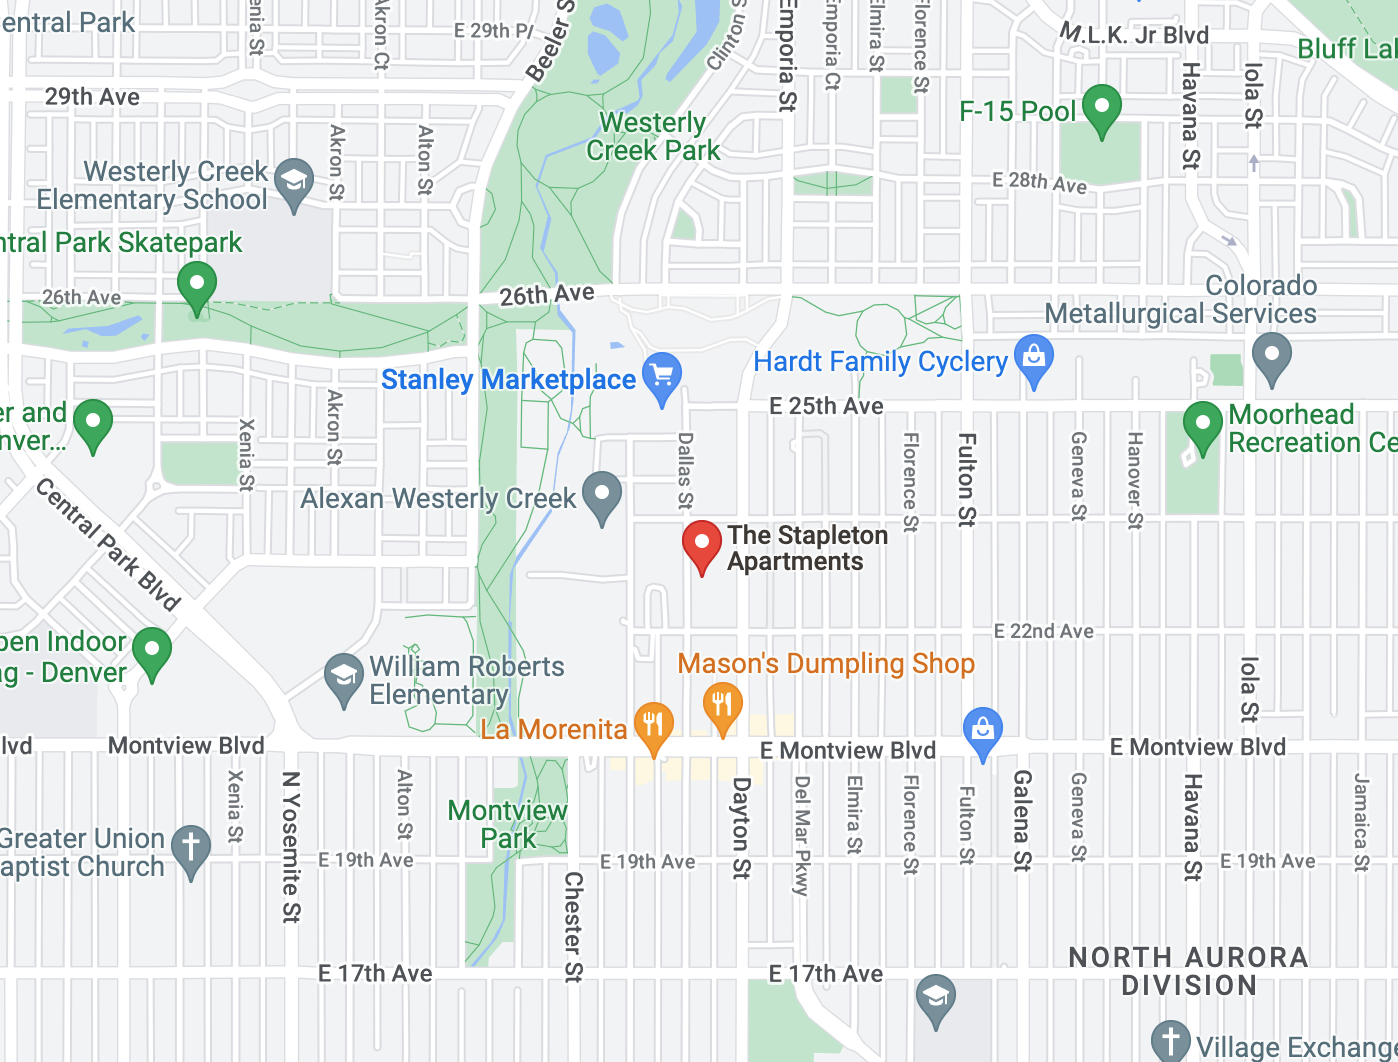 entral Park
enia St
Akron Ct
E 29th Pl
Beeler S
Clinton S
Emporia St
Emporia Ct
Elmira St
Florence St
M.L.K. Jr Blvd
Bluff Lak
29th Ave
Westerly
Creek Park
F-15 Pool
Havana St
Iola St
Akron St
Alton St
Westerly Creek
Elementary School
E 28th Ave
ntral Park Skatepark
26th Ave
26th Ave
Colorado
Metallurgical Services
Stanley Marketplace
Hardt Family Cyclery
E 25th Ave
er and
nver...
Xenia St
Akron St
Moorhead
Recreation Ce
Dallas St
Florence St
Fulton St
Geneva St
Hanover St
Central Park Blvd
Alexan Westerly Creek
The Stapleton
Apartments
E 22nd Ave
pen Indoor
ng - Denver
William Roberts
Elementary
Mason's Dumpling Shop
Iola St
La Morenita
lvd
Montview Blvd
E Montview Blvd
E Montview Blvd
Xenia St
N Yosemite St
Alton St
Montview
Park
Dayton St
Del Mar Pkwy
Elmira St
Florence St
Fulton St
Galena St
Geneva St
Havana St
Jamaica St
Greater Union
aptist Church
E 19th Ave
E 19th Ave
E 19th Ave
Chester St
E 17th Ave
E 17th Ave
NORTH AURORA
DIVISION
Village Exchange